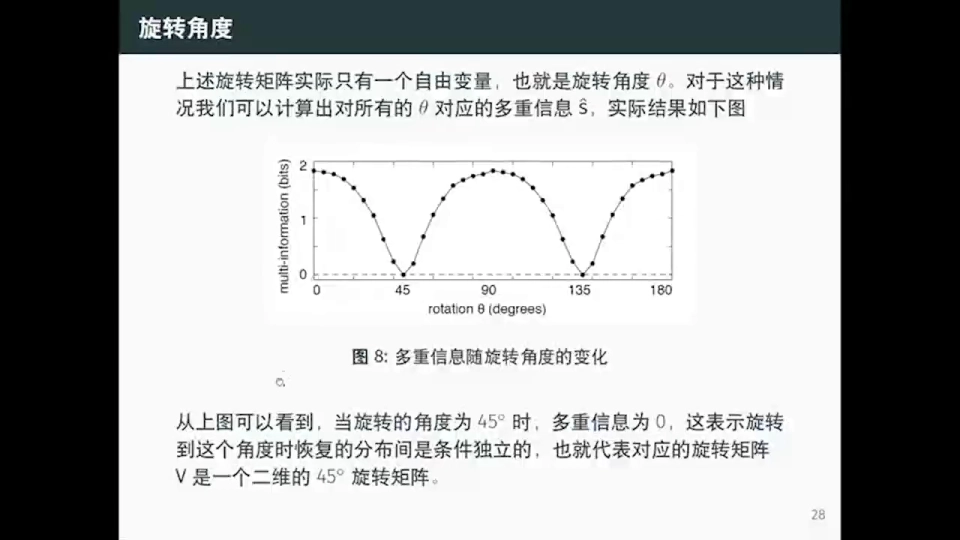 旋转角度
上述旋转矩阵实际只有一个自由变量，也就是旋转角度 θ。对于这种情
况我们可以计算出对所有的 θ 对应的多重信息 ŝ，实际结果如下图
multi-information (bits)
2
1
0
0 45 90 135 180
rotation θ (degrees)
图 8: 多重信息随旋转角度的变化
从上图可以看到，当旋转的角度为 45° 时，多重信息为 0，这表示旋转
到这个角度时恢复的分布间是条件独立的，也就代表对应的旋转矩阵
V 是一个二维的 45° 旋转矩阵。
28